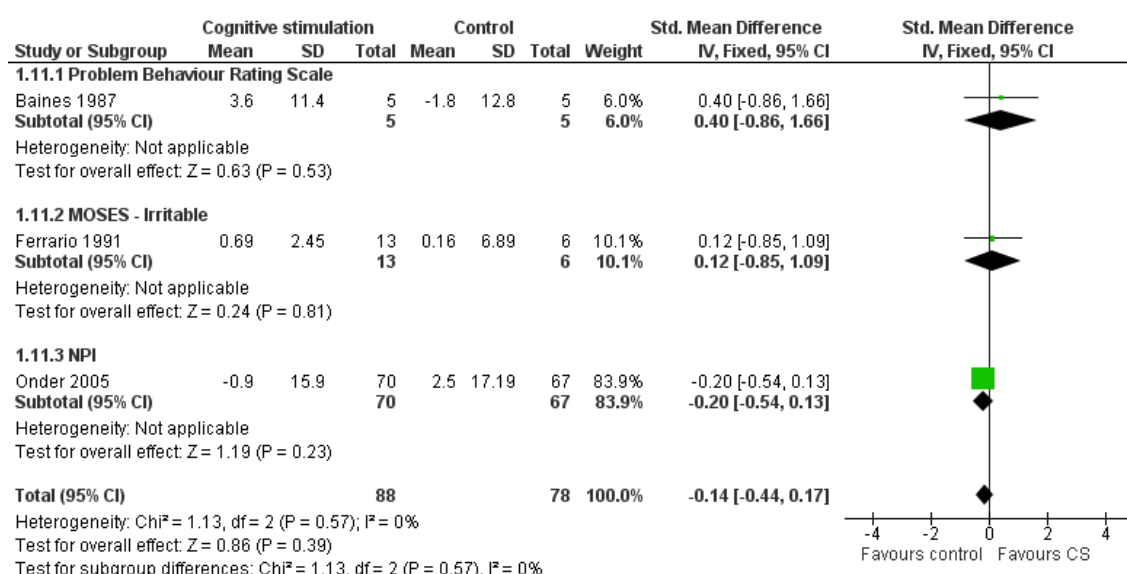 Cognitive stimulation Control Std. Mean Difference Std. Mean Difference
Study or Subgroup Mean SD Total Mean SD Total Weight IV, Fixed, 95% CI IV, Fixed, 95% CI
1.11.1 Problem Behaviour Rating Scale
Baines 1987 3.6 11.4 5 -1.8 12.8 5 6.0% 0.40 [-0.86, 1.66]
Subtotal (95% CI) 5 5 6.0% 0.40 [-0.86, 1.66]
Heterogeneity: Not applicable
Test for overall effect: Z = 0.63 (P = 0.53)
1.11.2 MOSES - Irritable
Ferrario 1991 0.69 2.45 13 0.16 6.89 6 10.1% 0.12 [-0.85, 1.09]
Subtotal (95% CI) 13 6 10.1% 0.12 [-0.85, 1.09]
Heterogeneity: Not applicable
Test for overall effect: Z = 0.24 (P = 0.81)
1.11.3 NPI
Onder 2005 -0.9 15.9 70 2.5 17.19 67 83.9% -0.20 [-0.54, 0.13]
Subtotal (95% CI) 70 67 83.9% -0.20 [-0.54, 0.13]
Heterogeneity: Not applicable
Test for overall effect: Z = 1.19 (P = 0.23)
Total (95% CI) 88 78 100.0% -0.14 [-0.44, 0.17]
Heterogeneity: Chi² = 1.13, df = 2 (P = 0.57); I² = 0%
Test for overall effect: Z = 0.86 (P = 0.39)
Test for subgroup differences: Chi² = 1.13, df = 2 (P = 0.57), I² = 0%
-4 -2 0 2 4
Favours control Favours CS